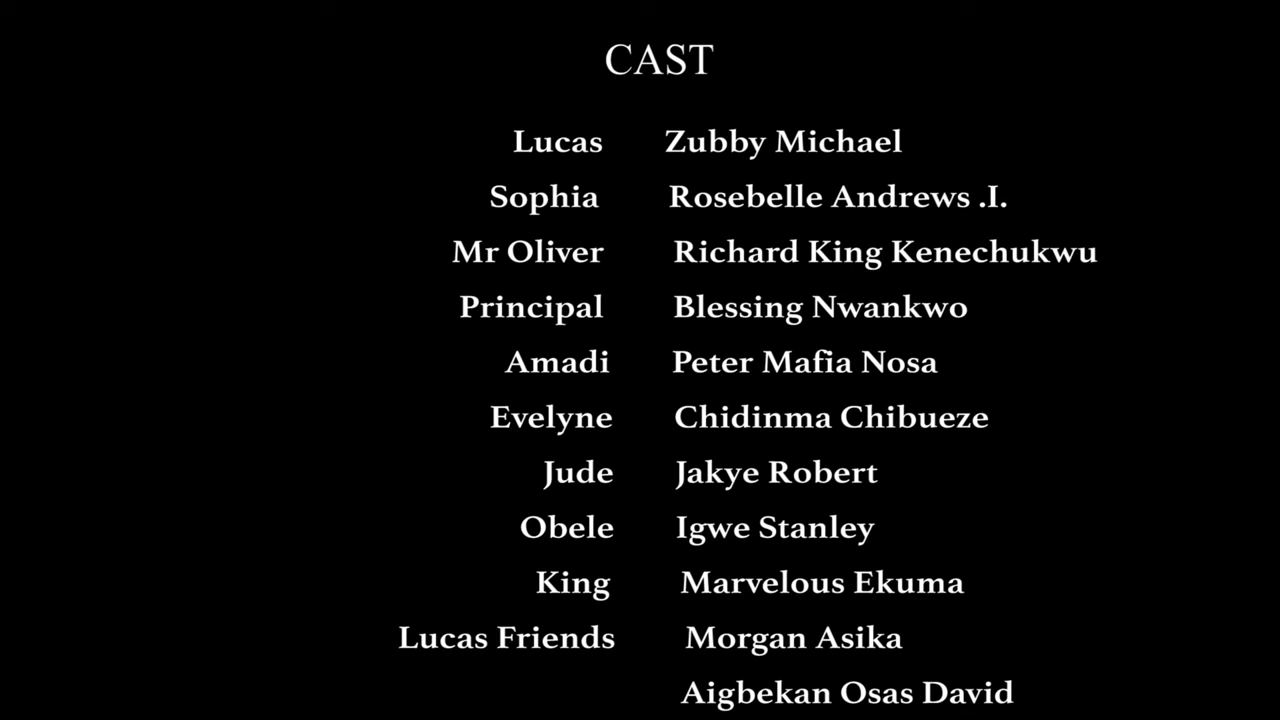 CAST
Lucas Zubby Michael
Sophia Rosebelle Andrews .I.
Mr Oliver Richard King Kenechukwu
Principal Blessing Nwankwo
Amadi Peter Mafia Nosa
Evelyne Chidinma Chibueze
Jude Jakye Robert
Obele Igwe Stanley
King Marvelous Ekuma
Lucas Friends Morgan Asika
Aigbekan Osas David